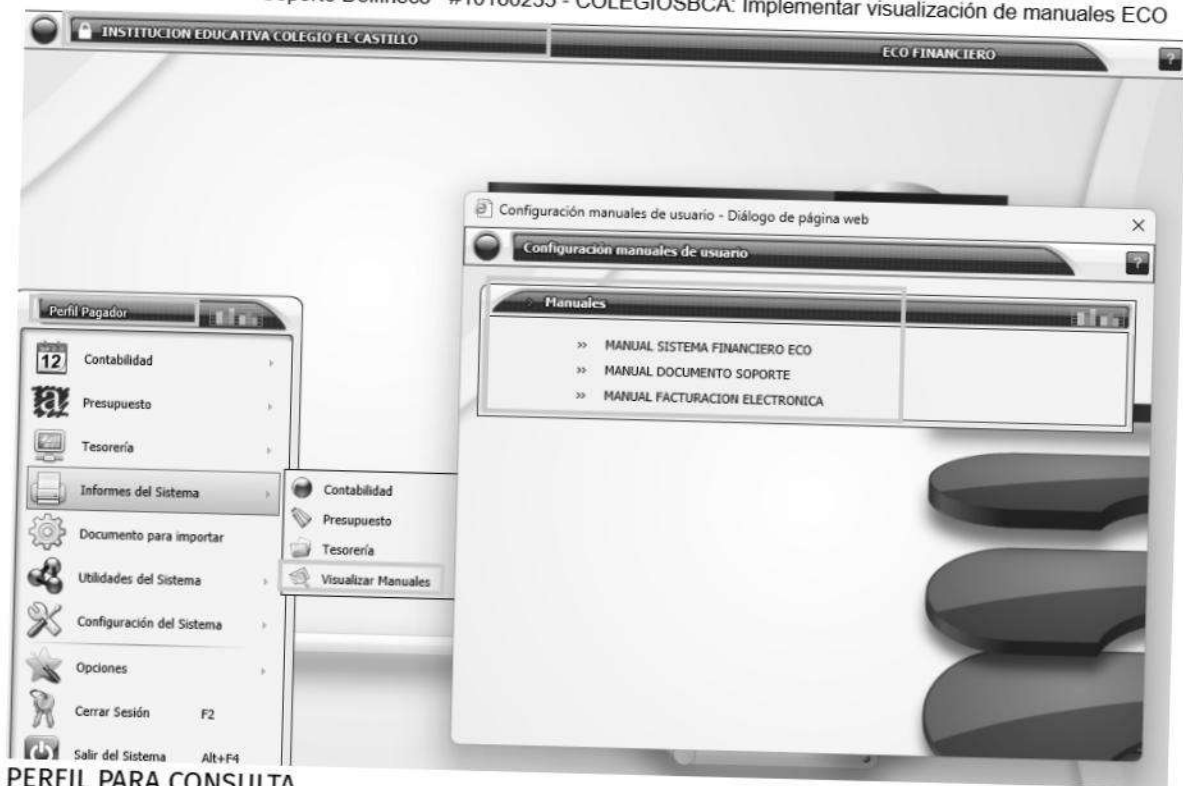 #10160255 - COLEGIOSBCA: Implementar visualización de manuales ECO
INSTITUCION EDUCATIVA COLEGIO EL CASTILLO
ECO FINANCIERO
?
Configuración manuales de usuario - Diálogo de página web
Configuración manuales de usuario
?
Manuales
» MANUAL SISTEMA FINANCIERO ECO
» MANUAL DOCUMENTO SOPORTE
» MANUAL FACTURACION ELECTRONICA
Perfil Pagador
12 Contabilidad
Presupuesto
Tesorería
Informes del Sistema
Documento para importar
Utilidades del Sistema
Configuración del Sistema
Opciones
Cerrar Sesión F2
Salir del Sistema Alt+F4
Contabilidad
Presupuesto
Tesorería
Visualizar Manuales
PERFIL PARA CONSULTA